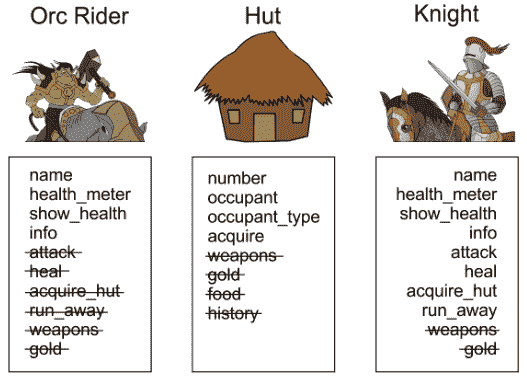 Orc Rider
Hut
Knight
name
health_meter
show_health
info
attack
heal
acquire_hut
run_away
weapons
gold
number
occupant
occupant_type
acquire
weapons
gold
food
history
name
health_meter
show_health
info
attack
heal
acquire_hut
run_away
weapons
gold